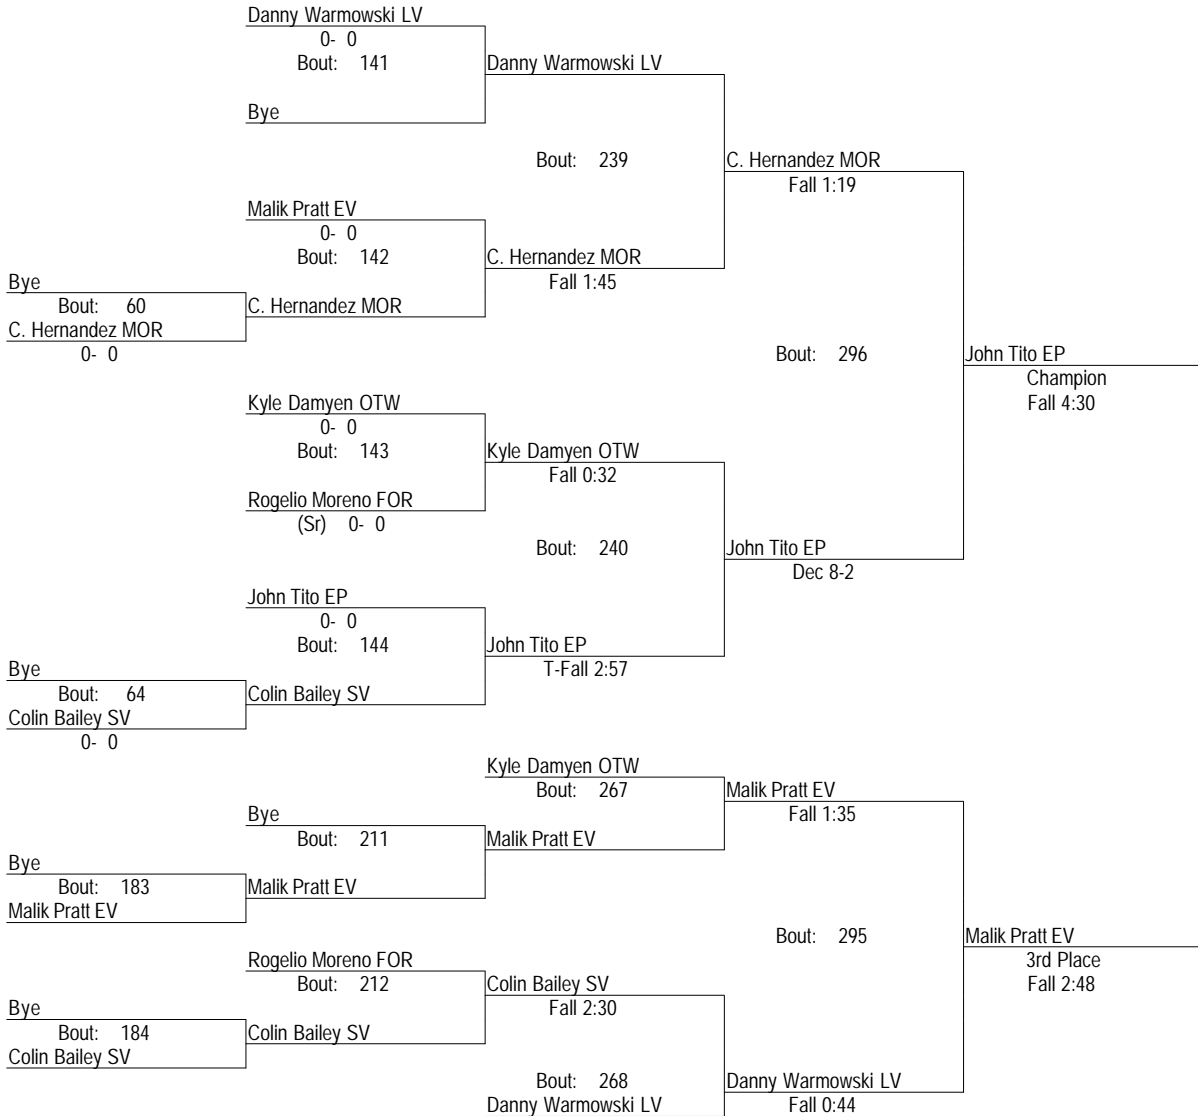 Danny Warmowski LV
0- 0
Bout: 141
Danny Warmowski LV
Bye
Bout: 239
C. Hernandez MOR
Fall 1:19
Malik Pratt EV
0- 0
Bout: 142
C. Hernandez MOR
Fall 1:45
Bye
Bout: 60
C. Hernandez MOR
C. Hernandez MOR
0- 0
Bout: 296
John Tito EP
Champion
Fall 4:30
Kyle Damyen OTW
0- 0
Bout: 143
Kyle Damyen OTW
Fall 0:32
Rogelio Moreno FOR
(Sr) 0- 0
Bout: 240
John Tito EP
Dec 8-2
John Tito EP
0- 0
Bout: 144
John Tito EP
T-Fall 2:57
Bye
Bout: 64
Colin Bailey SV
Colin Bailey SV
0- 0
Kyle Damyen OTW
Bout: 267
Malik Pratt EV
Fall 1:35
Bye
Bout: 211
Malik Pratt EV
Bye
Bout: 183
Malik Pratt EV
Malik Pratt EV
Bout: 295
Malik Pratt EV
3rd Place
Fall 2:48
Rogelio Moreno FOR
Bout: 212
Colin Bailey SV
Fall 2:30
Bye
Bout: 184
Colin Bailey SV
Colin Bailey SV
Bout: 268
Danny Warmowski LV
Danny Warmowski LV
Fall 0:44